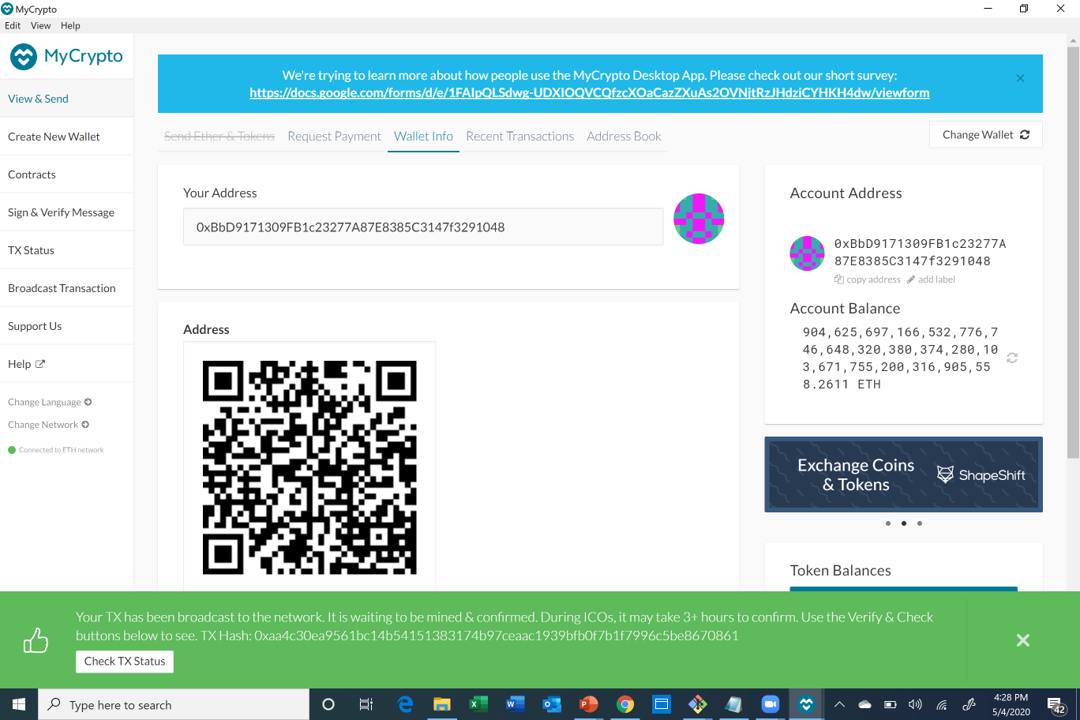 MyCrypto
Edit View Help
MyCrypto
We're trying to learn more about how people use the MyCrypto Desktop App. Please check out our short survey:
https://docs.google.com/forms/d/e/1FAIpQLSdwg-UDXIOQVCQfzcXOaCazZXuAs2OVNjtRzJHdziCYHKH4dw/viewform
View & Send
Create New Wallet
Contracts
Sign & Verify Message
TX Status
Broadcast Transaction
Support Us
Help
Change Language
Change Network
Connected to ETH network
Send Ether & Tokens Request Payment Wallet Info Recent Transactions Address Book
Change Wallet
Your Address
0xBbD9171309FB1c23277A87E8385C3147f3291048
Address
Account Address
0xBbD9171309FB1c23277A
87E8385C3147f3291048
copy address add label
Account Balance
904,625,697,166,532,776,7
46,648,320,380,374,280,10
3,671,755,200,316,905,55
8.2611 ETH
Exchange Coins
& Tokens
ShapeShift
Token Balances
Your TX has been broadcast to the network. It is waiting to be mined & confirmed. During ICOs, it may take 3+ hours to confirm. Use the Verify & Check
buttons below to see. TX Hash: 0xaa4c30ea9561bc14b54151383174b97ceaac1939bfb0f7b1f7996c5be8670861
Check TX Status
Type here to search
4:28 PM
5/4/2020
42